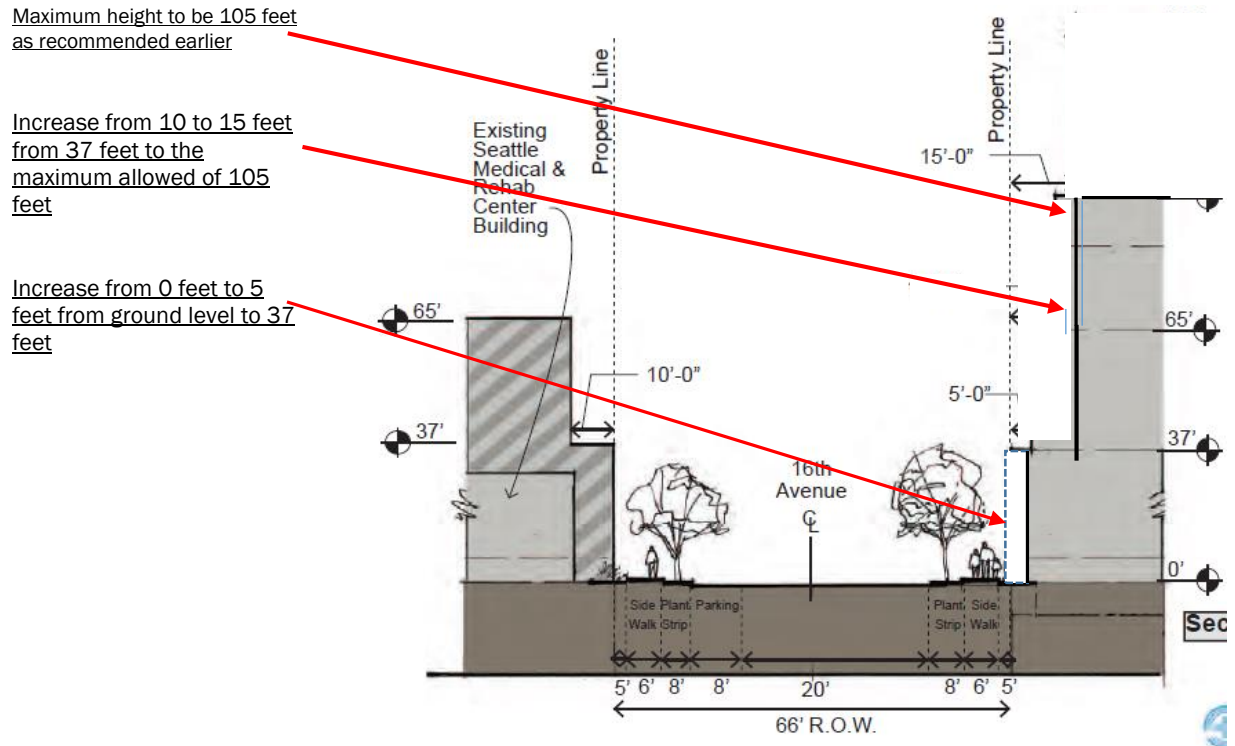 Maximum height to be 105 feet
as recommended earlier
Increase from 10 to 15 feet
from 37 feet to the
maximum allowed of 105
feet
Increase from 0 feet to 5
feet from ground level to 37
feet
Existing
Seattle
Medical &
Rehab
Center
Building
Property Line
Property Line
15'-0"
65'
65'
10'-0"
5'-0"
37'
37'
16th
Avenue
℄
0'
Side
Walk
Plant
Strip
Parking
Plant
Strip
Side
Walk
Sec
5' 6' 8' 8' 20' 8' 6' 5'
66' R.O.W.